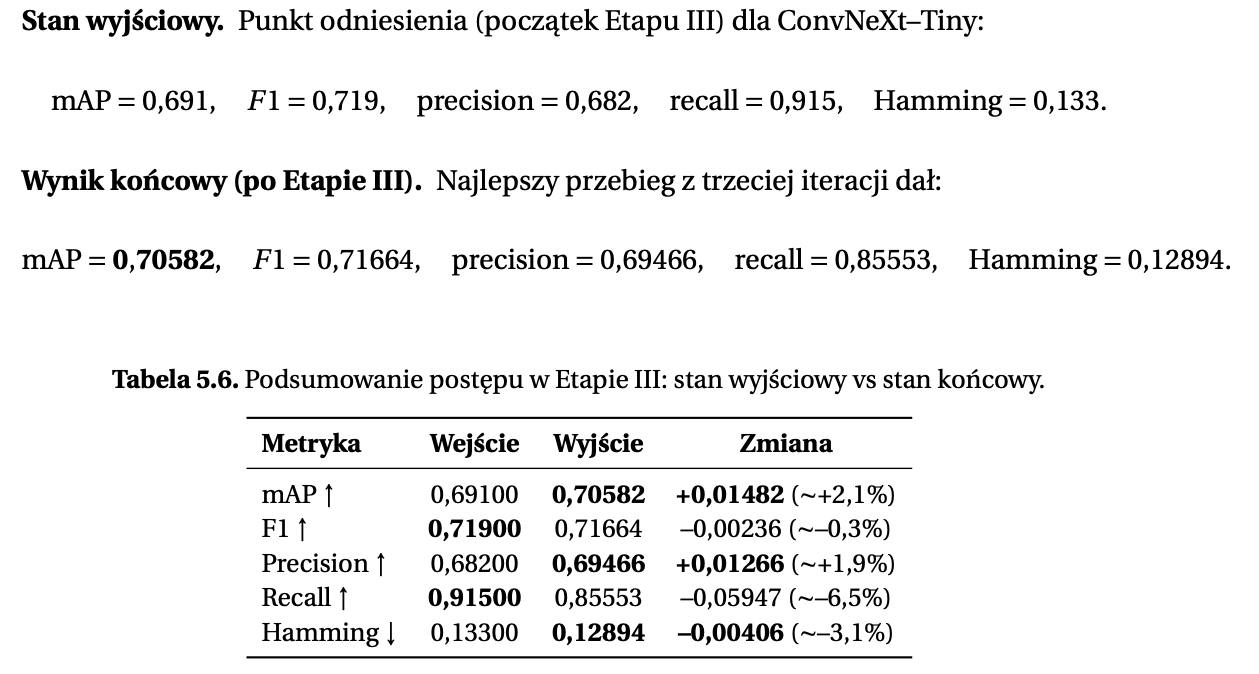 Stan wyjściowy. Punkt odniesienia (początek Etapu III) dla ConvNeXt–Tiny:
mAP = 0,691, F1 = 0,719, precision = 0,682, recall = 0,915, Hamming = 0,133.
Wynik końcowy (po Etapie III). Najlepszy przebieg z trzeciej iteracji dał:
mAP = 0,70582, F1 = 0,71664, precision = 0,69466, recall = 0,85553, Hamming = 0,12894.
Tabela 5.6. Podsumowanie postępu w Etapie III: stan wyjściowy vs stan końcowy.
Metryka Wejście Wyjście Zmiana
mAP ↑ 0,69100 0,70582 +0,01482 (~+2,1%)
F1 ↑ 0,71900 0,71664 –0,00236 (~–0,3%)
Precision ↑ 0,68200 0,69466 +0,01266 (~+1,9%)
Recall ↑ 0,91500 0,85553 –0,05947 (~–6,5%)
Hamming ↓ 0,13300 0,12894 –0,00406 (~–3,1%)